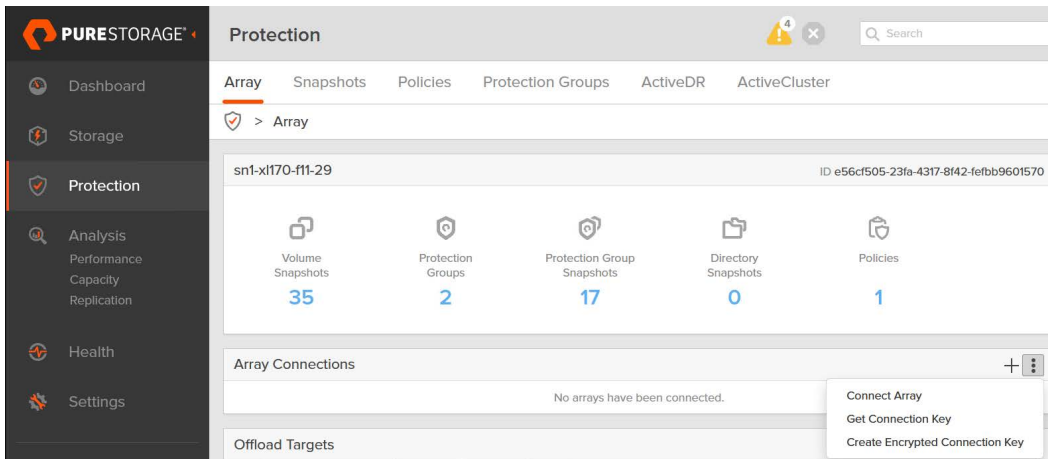 PURESTORAGE®
Protection
4
Search
Dashboard
Storage
Protection
Analysis
Performance
Capacity
Replication
Health
Settings
Array Snapshots Policies Protection Groups ActiveDR ActiveCluster
> Array
sn1-xl170-f11-29 ID e56cf505-23fa-4317-8f42-fefbb9601570
Volume
Snapshots
35
Protection
Groups
2
Protection Group
Snapshots
17
Directory
Snapshots
0
Policies
1
Array Connections
No arrays have been connected.
Connect Array
Get Connection Key
Create Encrypted Connection Key
Offload Targets